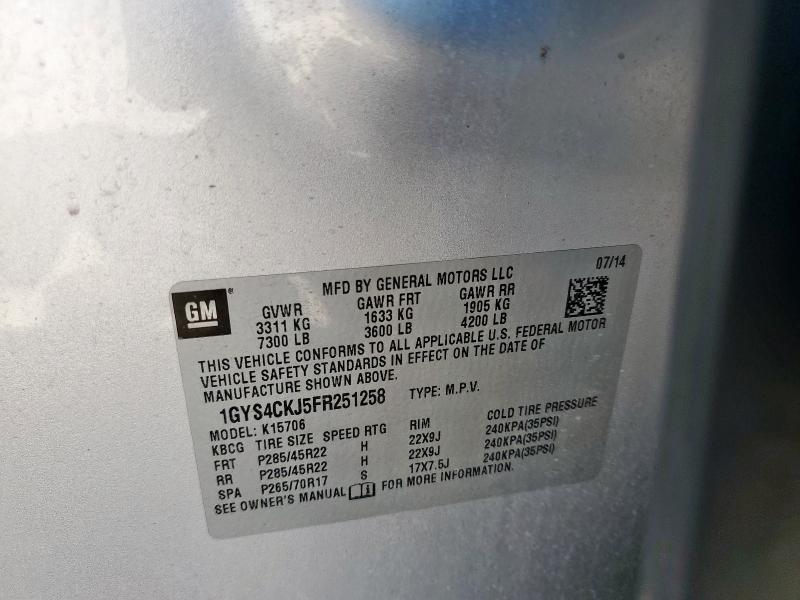 07/14
MFD BY GENERAL MOTORS LLC
GM®
GVWR GAWR FRT GAWR RR
3311 KG 1633 KG 1905 KG
7300 LB 3600 LB 4200 LB
THIS VEHICLE CONFORMS TO ALL APPLICABLE U.S. FEDERAL MOTOR
VEHICLE SAFETY STANDARDS IN EFFECT ON THE DATE OF
MANUFACTURE SHOWN ABOVE.
1GYS4CKJ5FR251258 TYPE: M.P.V.
MODEL: K15706
KBCG TIRE SIZE SPEED RTG RIM COLD TIRE PRESSURE
FRT P285/45R22 H 22X9J 240KPA(35PSI)
RR P285/45R22 H 22X9J 240KPA(35PSI)
SPA P265/70R17 S 17X7.5J 240KPA(35PSI)
SEE OWNER'S MANUAL FOR MORE INFORMATION.